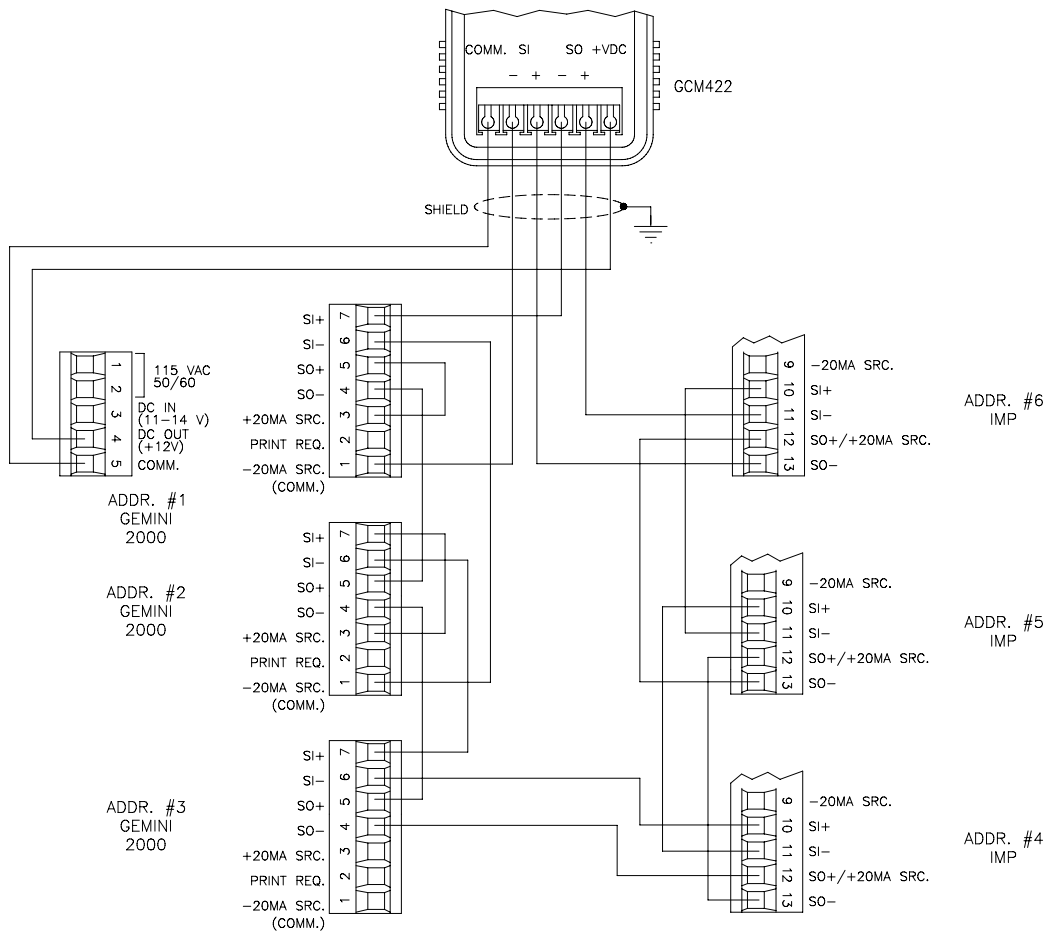 COMM. SI SO +VDC
− + − +
GCM422
SHIELD
1
2
3
4
5
115 VAC
50/60
DC IN
(11−14 V)
DC OUT
(+12V)
COMM.
ADDR. #1
GEMINI
2000
SI+ 7
SI− 6
SO+ 5
SO− 4
+20MA SRC. 3
PRINT REQ. 2
−20MA SRC. 1
(COMM.)
9 −20MA SRC.
10 SI+
11 SI−
12 SO+/+20MA SRC.
13 SO−
ADDR. #6
IMP
ADDR. #2
GEMINI
2000
SI+ 7
SI− 6
SO+ 5
SO− 4
+20MA SRC. 3
PRINT REQ. 2
−20MA SRC. 1
(COMM.)
9 −20MA SRC.
10 SI+
11 SI−
12 SO+/+20MA SRC.
13 SO−
ADDR. #5
IMP
ADDR. #3
GEMINI
2000
SI+ 7
SI− 6
SO+ 5
SO− 4
+20MA SRC. 3
PRINT REQ. 2
−20MA SRC. 1
(COMM.)
9 −20MA SRC.
10 SI+
11 SI−
12 SO+/+20MA SRC.
13 SO−
ADDR. #4
IMP